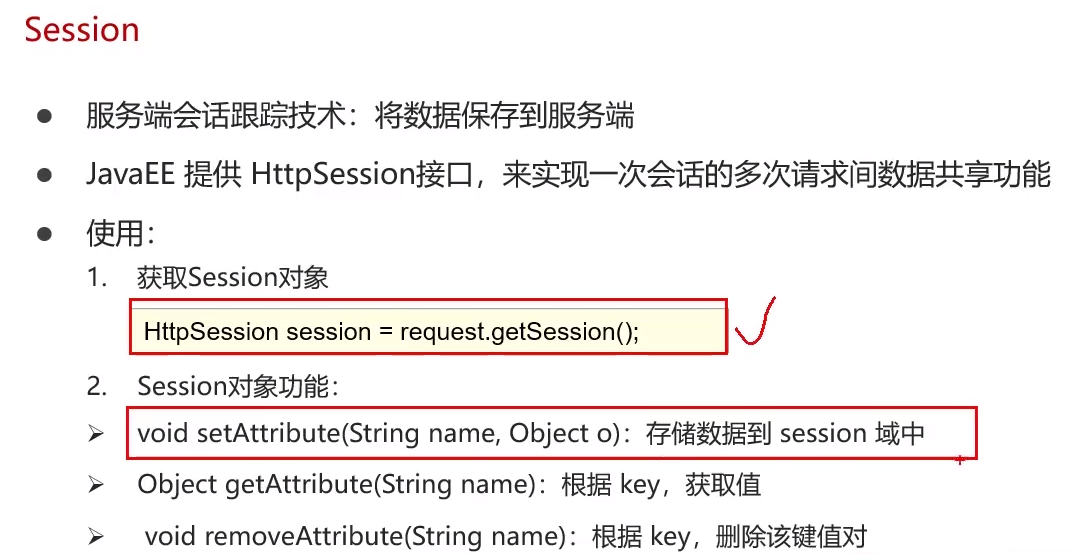 Session
● 服务端会话跟踪技术：将数据保存到服务端
● JavaEE 提供 HttpSession接口，来实现一次会话的多次请求间数据共享功能
● 使用：
1. 获取Session对象
HttpSession session = request.getSession();
2. Session对象功能：
➢ void setAttribute(String name, Object o)：存储数据到 session 域中
➢ Object getAttribute(String name)：根据 key，获取值
➢ void removeAttribute(String name)：根据 key，删除该键值对